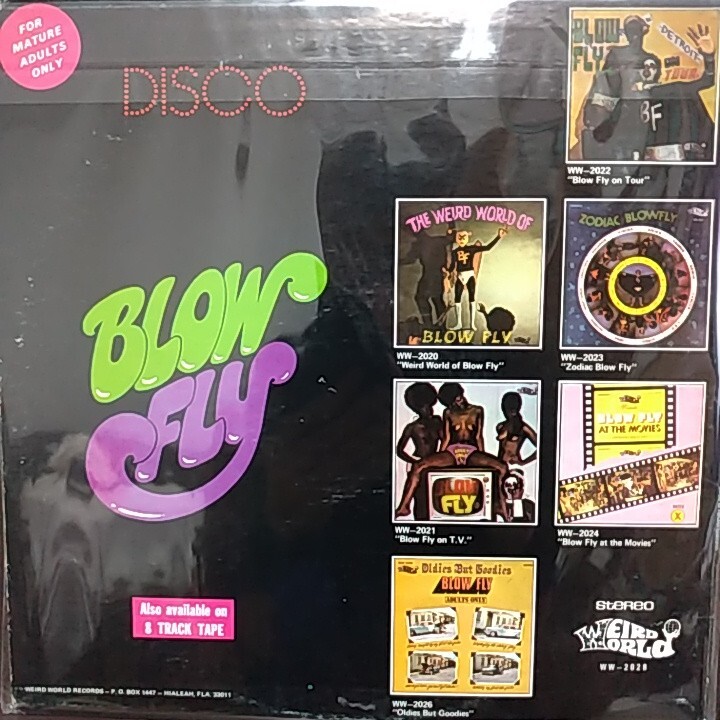 FOR
MATURE
ADULTS
ONLY
DISCO
BLOW
FLY
Also available on
8 TRACK TAPE
WEIRD WORLD RECORDS – P. O. BOX 1447 – HIALEAH, FLA. 33011
BLOW
FLY
DETROIT
ON
TOUR
BF
WW–2022
"Blow Fly on Tour"
THE WEIRD WORLD OF
BF
BLOW FLY
WW–2020
"Weird World of Blow Fly"
ZODIAC BLOWFLY
WW–2023
"Zodiac Blow Fly"
FLY
WW–2021
"Blow Fly on T.V."
BLOW FLY
AT THE MOVIES
X
WW–2024
"Blow Fly at the Movies"
Oldies But Goodies
BLOW FLY
ADULTS ONLY
WW–2026
"Oldies But Goodies"
stereo
WEIRD
WORLD
WW–2028